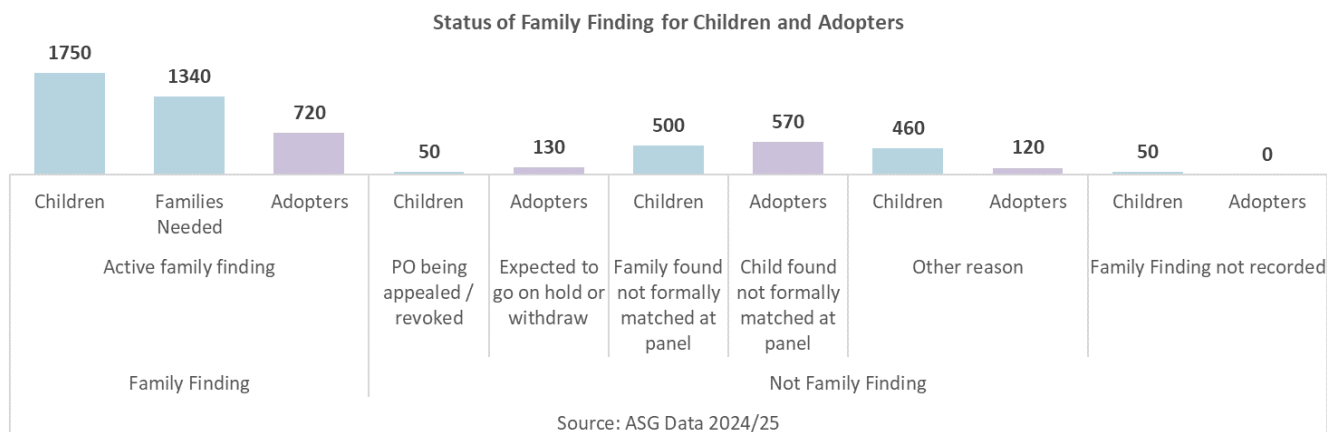 Status of Family Finding for Children and Adopters
1750
1340
720
50
130
500
570
460
120
50
0
Children
Families
Needed
Adopters
Children
Adopters
Children
Adopters
Children
Adopters
Children
Adopters
Active family finding
PO being
appealed /
revoked
Expected to
go on hold or
withdraw
Family found
not formally
matched at
panel
Child found
not formally
matched at
panel
Other reason
Family Finding not recorded
Family Finding
Not Family Finding
Source: ASG Data 2024/25